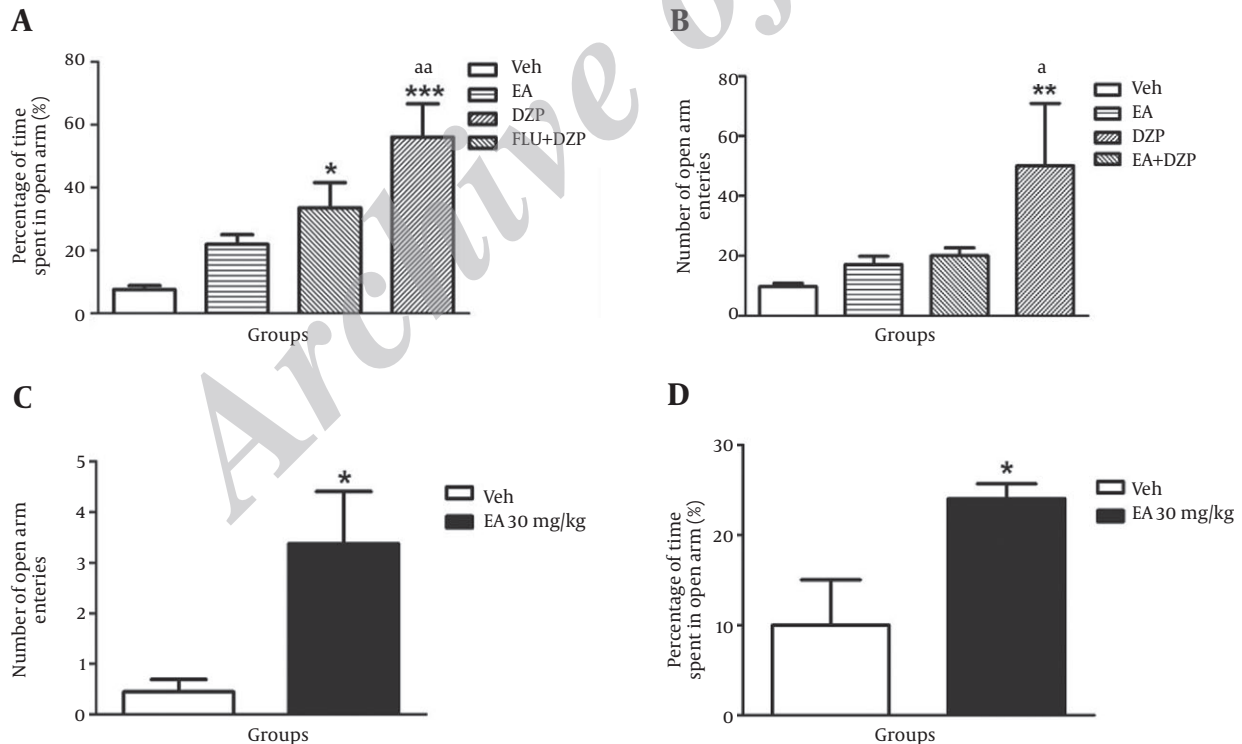 A
Percentage of time
spent in open arm (%)
80
60
40
20
0
*
aa
***
Groups
Veh
EA
DZP
FLU+DZP
B
Number of open arm
enteries
80
60
40
20
0
a
**
Groups
Veh
EA
DZP
EA+DZP
C
Number of open arm
enteries
5
4
3
2
1
0
*
Groups
Veh
EA 30 mg/kg
D
Percentage of time
spent in open arm (%)
30
20
10
0
*
Groups
Veh
EA 30 mg/kg
Archive of